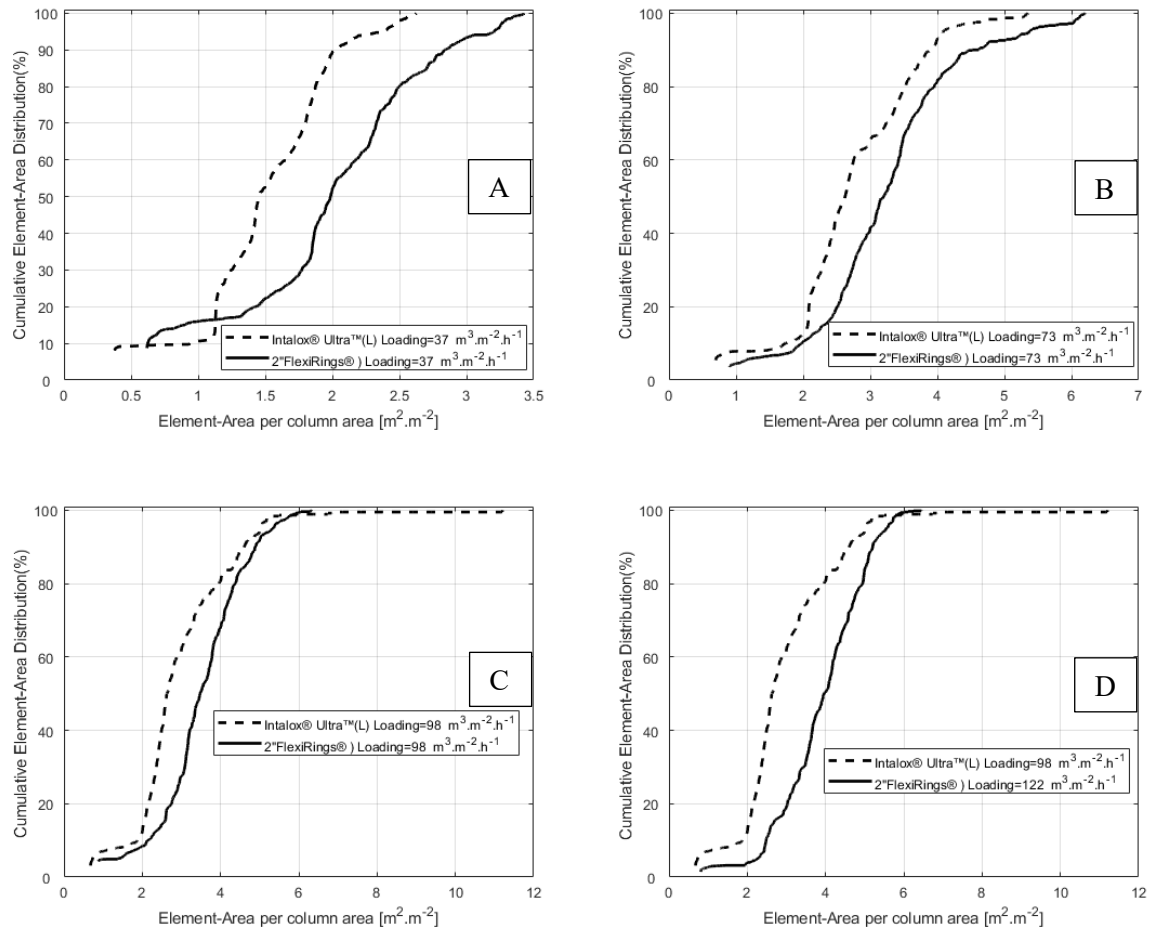 Cumulative Element-Area Distribution(%)
100
90
80
70
60
50
40
30
20
10
0
A
Intalox® Ultra™(L) Loading=37 m³.m⁻².h⁻¹
2"FlexiRings® ) Loading=37 m³.m⁻².h⁻¹
0 0.5 1 1.5 2 2.5 3 3.5
Element-Area per column area [m².m⁻²]
Cumulative Element-Area Distribution(%)
100
80
60
40
20
0
B
Intalox® Ultra™(L) Loading=73 m³.m⁻².h⁻¹
2"FlexiRings® ) Loading=73 m³.m⁻².h⁻¹
0 1 2 3 4 5 6 7
Element-Area per column area [m².m⁻²]
Cumulative Element-Area Distribution(%)
100
80
60
40
20
0
C
Intalox® Ultra™(L) Loading=98 m³.m⁻².h⁻¹
2"FlexiRings® ) Loading=98 m³.m⁻².h⁻¹
0 2 4 6 8 10 12
Element-Area per column area [m².m⁻²]
Cumulative Element-Area Distribution(%)
100
80
60
40
20
0
D
Intalox® Ultra™(L) Loading=98 m³.m⁻².h⁻¹
2"FlexiRings® ) Loading=122 m³.m⁻².h⁻¹
0 2 4 6 8 10 12
Element-Area per column area [m².m⁻²]